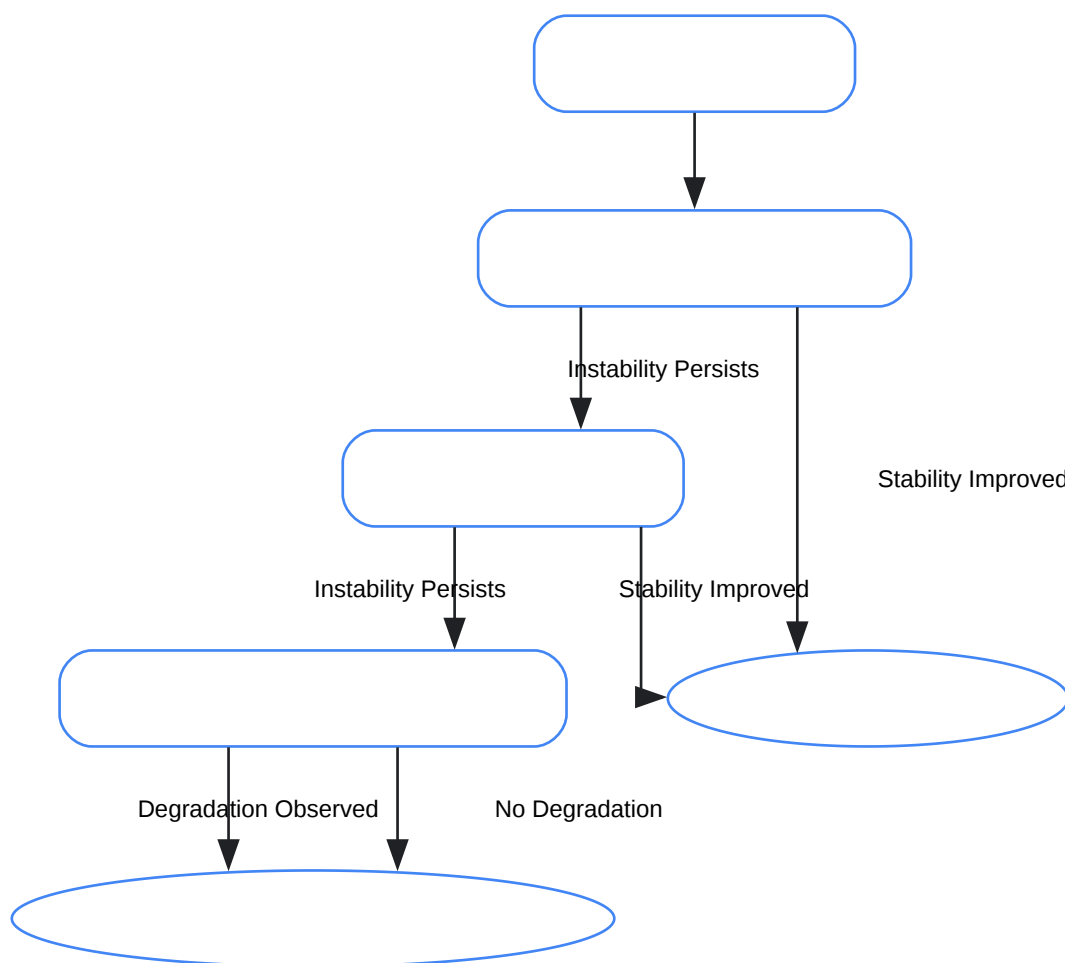 Instability Persists
Stability Improved
Instability Persists
Stability Improved
Degradation Observed
No Degradation